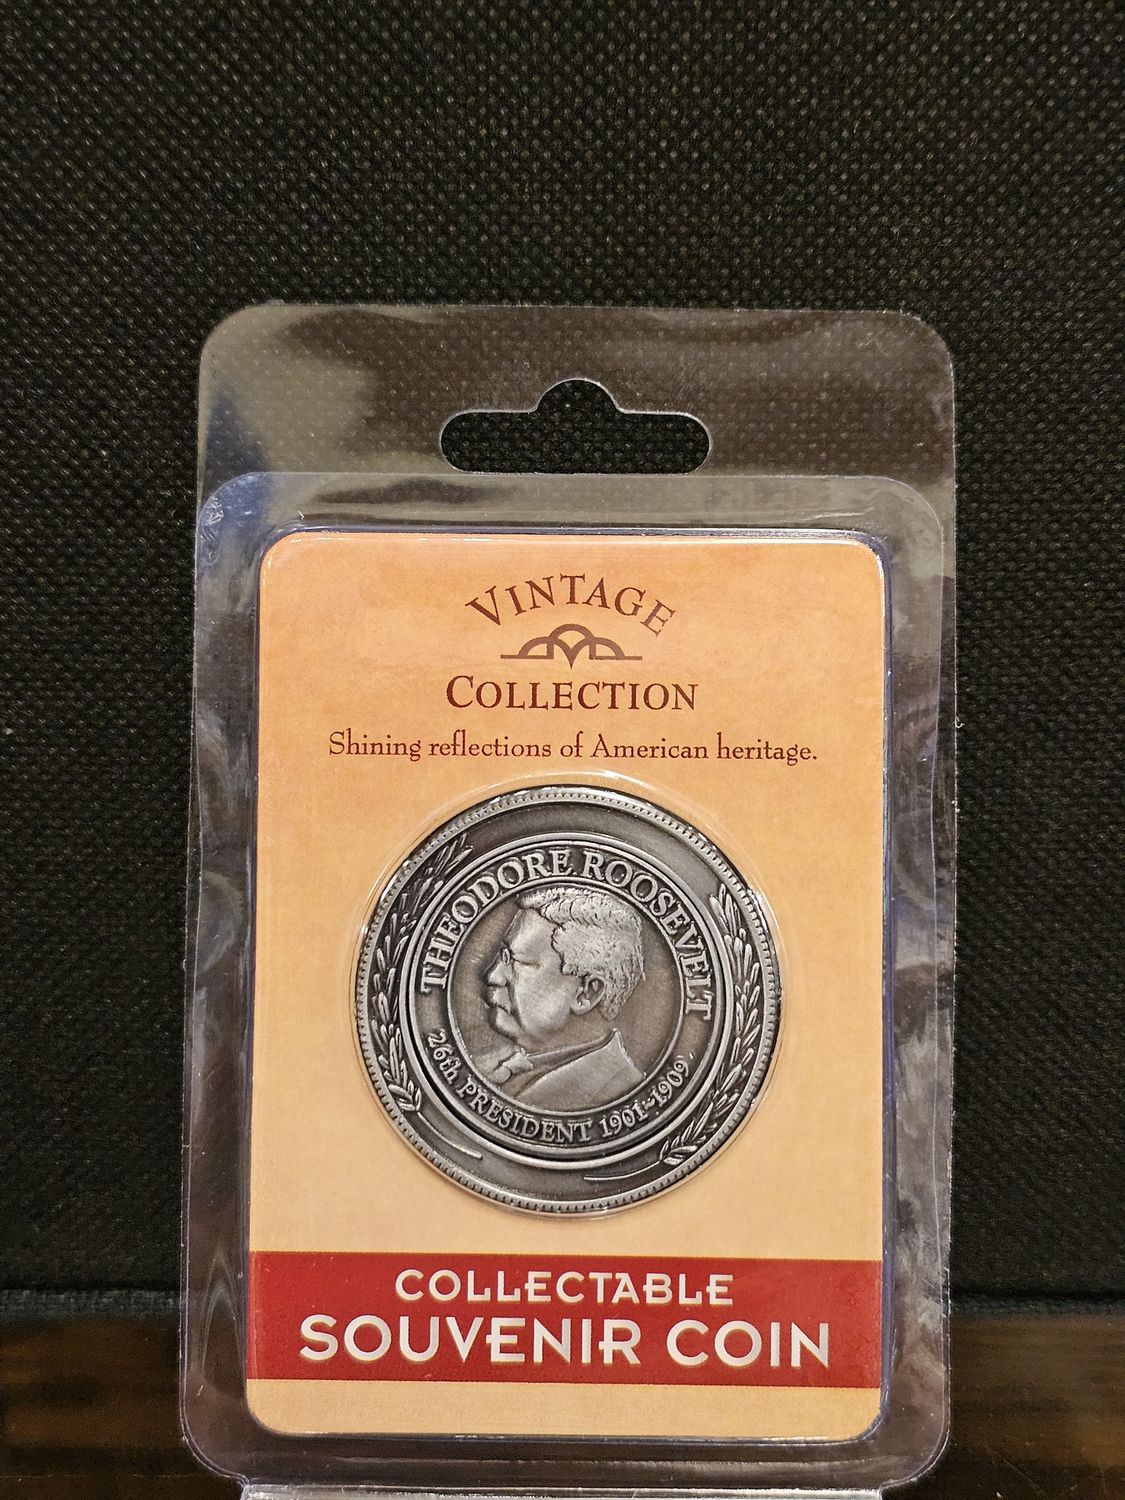 VINTAGE
COLLECTION
Shining reflections of American heritage.
THEODORE ROOSEVELT
26th PRESIDENT 1901-1909
COLLECTABLE
SOUVENIR COIN